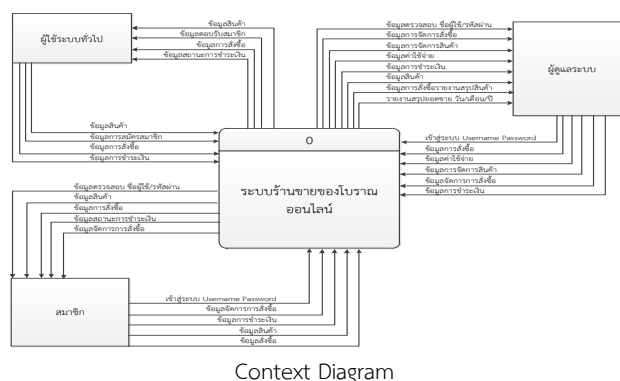 ข้อมูลสินค้า
ข้อมูลตอบรับสมาชิก
ข้อมูลการสั่งซื้อ
ข้อมูลสถานะการชำระเงิน
ผู้ใช้ระบบทั่วไป
ข้อมูลสินค้า
ข้อมูลการสมัครสมาชิก
ข้อมูลการสั่งซื้อ
ข้อมูลการชำระเงิน
ข้อมูลตรวจสอบ ชื่อผู้ใช้/รหัสผ่าน
ข้อมูลการจัดการสั่งซื้อ
ข้อมูลการจัดการสินค้า
ข้อมูลค่าใช้จ่าย
ข้อมูลการชำระเงิน
ข้อมูลสินค้า
ข้อมูลการสั่งซื้อรายงานสรุปสินค้า
รายงานสรุปยอดขาย วัน/เดือน/ปี
ผู้ดูแลระบบ
เข้าสู่ระบบ Username Password
ข้อมูลการสั่งซื้อ
ข้อมูลค่าใช้จ่าย
ข้อมูลการจัดการสินค้า
ข้อมูลจัดการการสั่งซื้อ
ข้อมูลการชำระเงิน
0
ระบบร้านขายของโบราณ
ออนไลน์
ข้อมูลตรวจสอบ ชื่อผู้ใช้/รหัสผ่าน
ข้อมูลสินค้า
ข้อมูลการสั่งซื้อ
ข้อมูลสถานะการชำระเงิน
ข้อมูลจัดการการสั่งซื้อ
สมาชิก
เข้าสู่ระบบ Username Password
ข้อมูลจัดการการสั่งซื้อ
ข้อมูลการชำระเงิน
ข้อมูลสินค้า
ข้อมูลสั่งซื้อ
Context Diagram